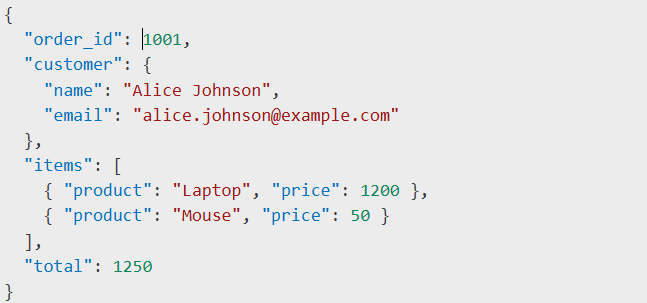 {
  "order_id": 1001,
  "customer": {
    "name": "Alice Johnson",
    "email": "alice.johnson@example.com"
  },
  "items": [
    { "product": "Laptop", "price": 1200 },
    { "product": "Mouse", "price": 50 }
  ],
  "total": 1250
}